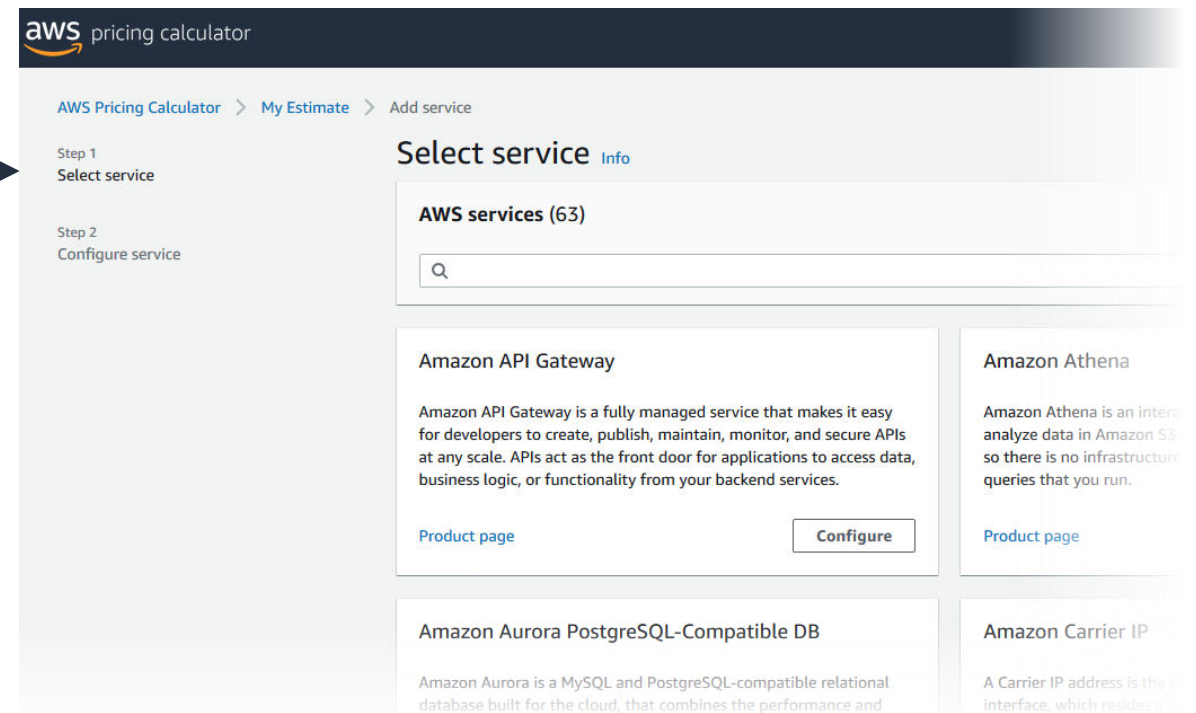 aws pricing calculator
AWS Pricing Calculator > My Estimate > Add service
Step 1
Select service
Step 2
Configure service
Select service Info
AWS services (63)
Amazon API Gateway
Amazon API Gateway is a fully managed service that makes it easy
for developers to create, publish, maintain, monitor, and secure APIs
at any scale. APIs act as the front door for applications to access data,
business logic, or functionality from your backend services.
Product page
Configure
Amazon Athena
Amazon Athena is an
analyze data in Amazon S3
so there is no infrastructure
queries that you run.
Product page
Amazon Aurora PostgreSQL-Compatible DB
Amazon Aurora is a MySQL and PostgreSQL-compatible relational
database built for the cloud, that combines the performance and
Amazon Carrier IP
A Carrier IP address is the
interface, which resides